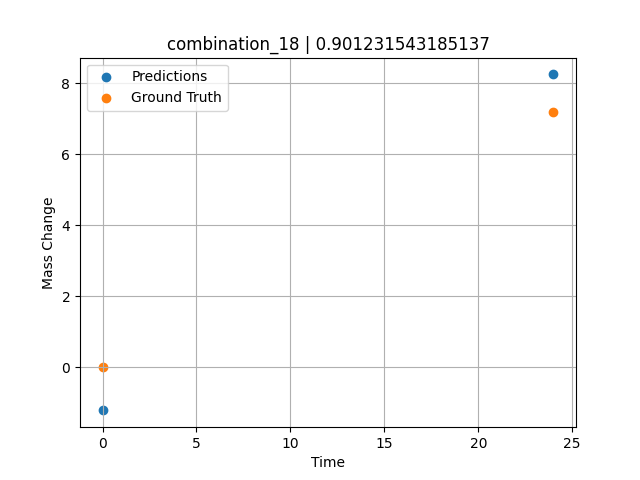 combination_18 | 0.901231543185137
Predictions
Ground Truth
Mass Change
8
6
4
2
0
0 5 10 15 20 25
Time